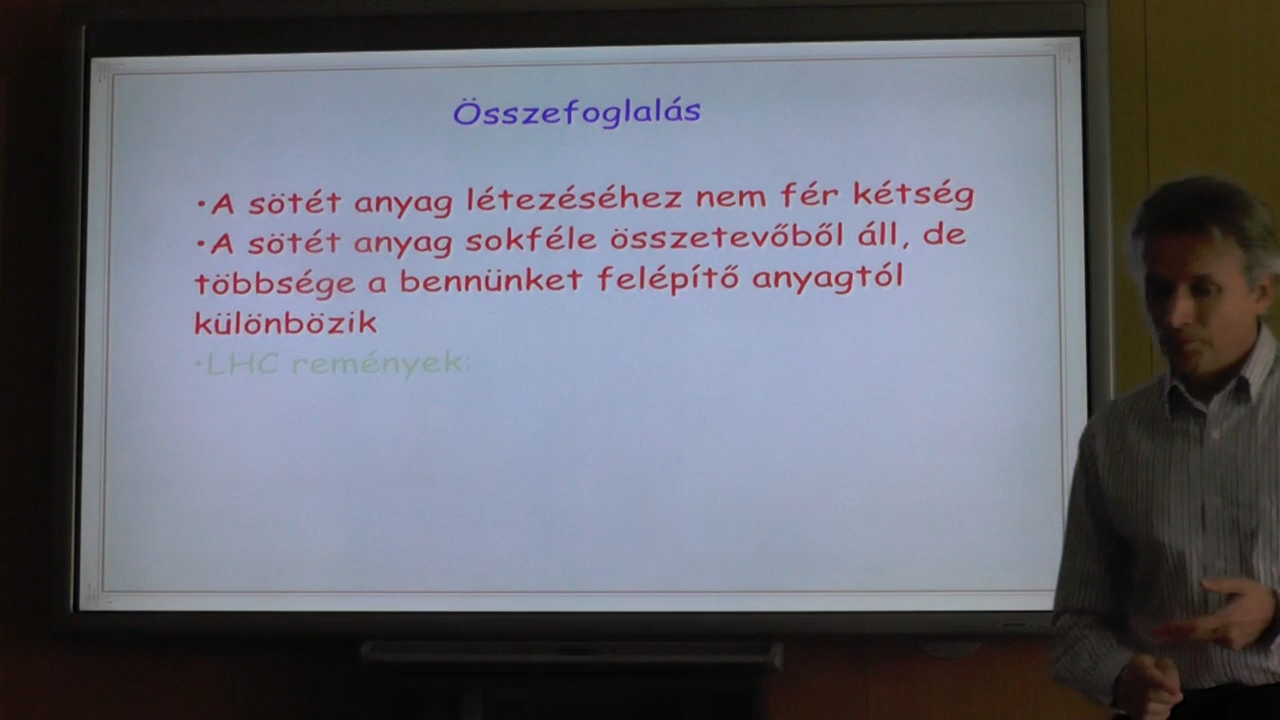 Összefoglalás
•A sötét anyag létezéséhez nem fér kétség
•A sötét anyag sokféle összetevőből áll, de
többsége a bennünket felépítő anyagtól
különbözik
•LHC remények: